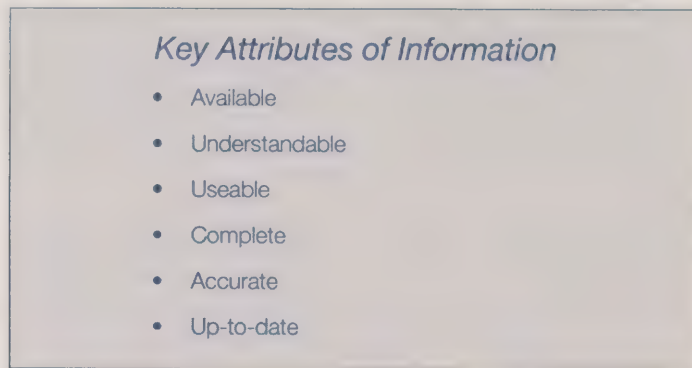 Key Attributes of Information
• Available
• Understandable
• Useable
• Complete
• Accurate
• Up-to-date